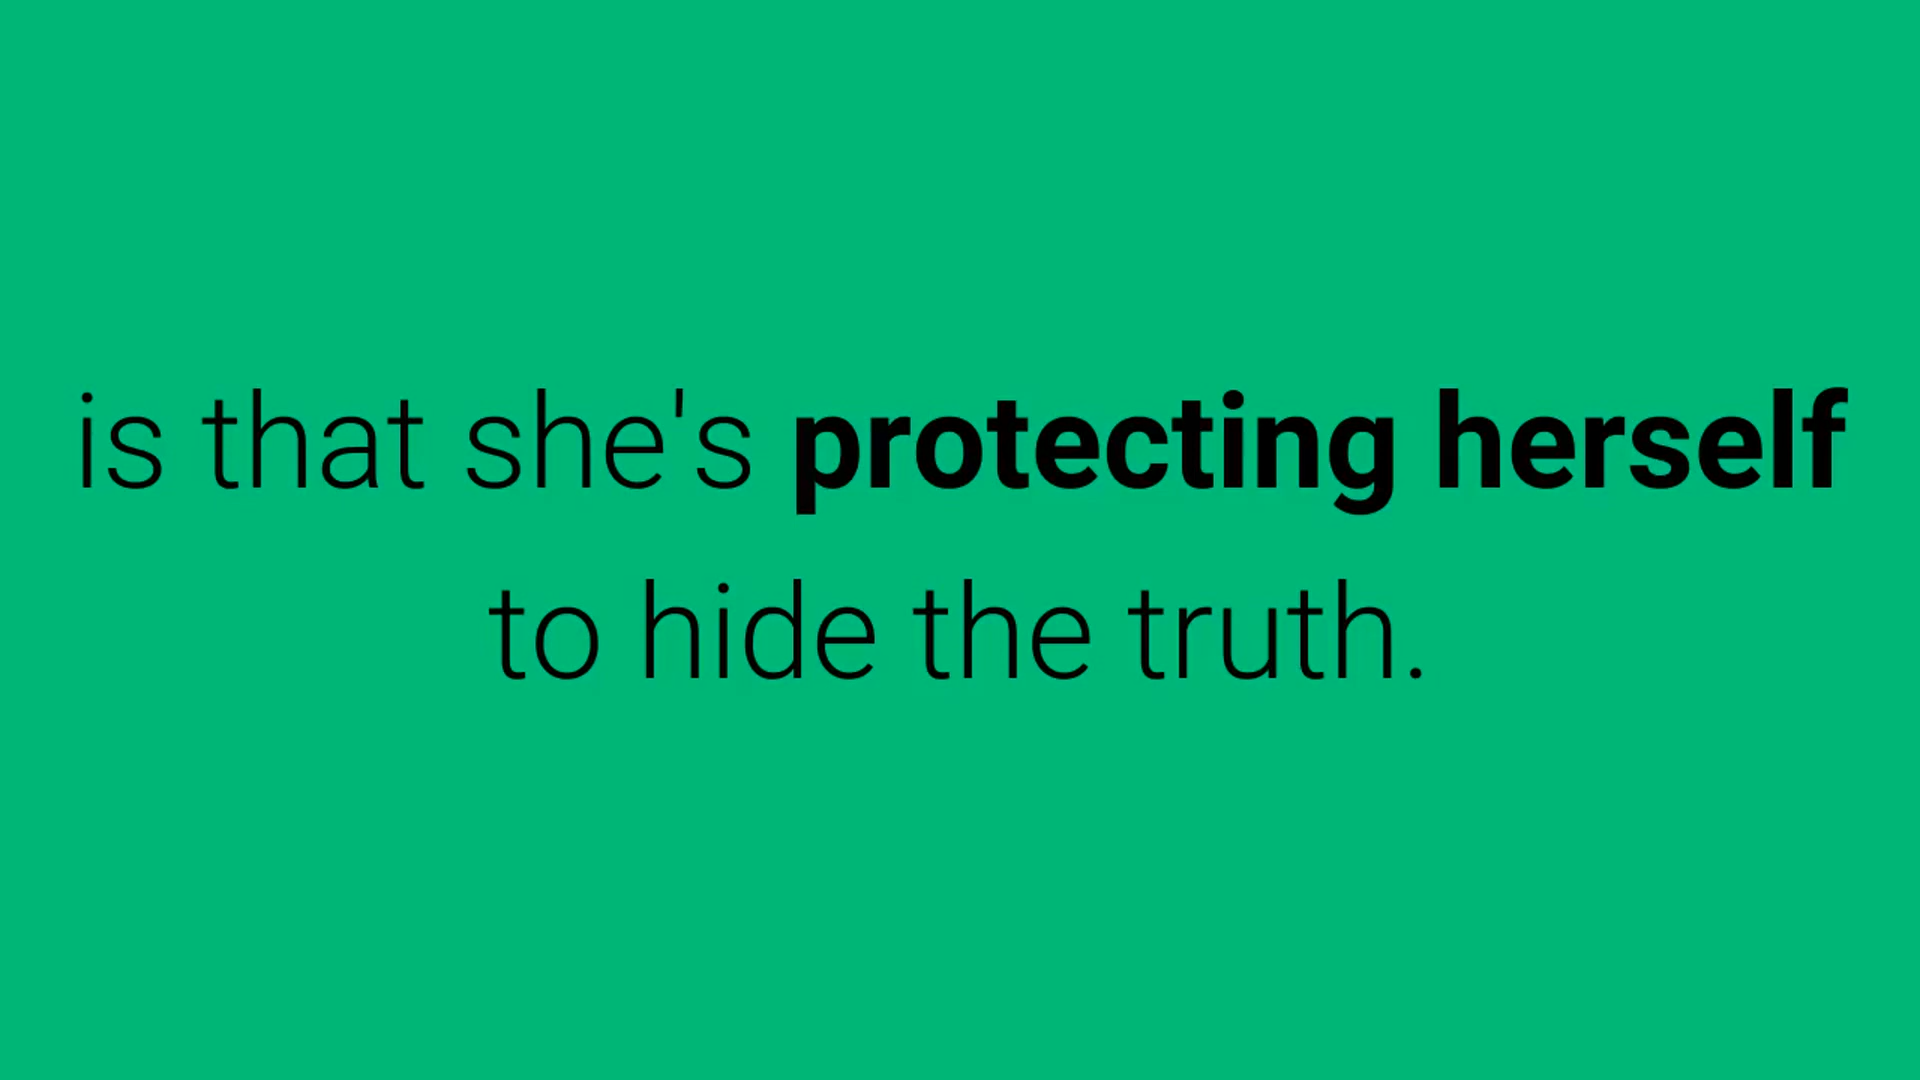 is that she's protecting herself
to hide the truth.